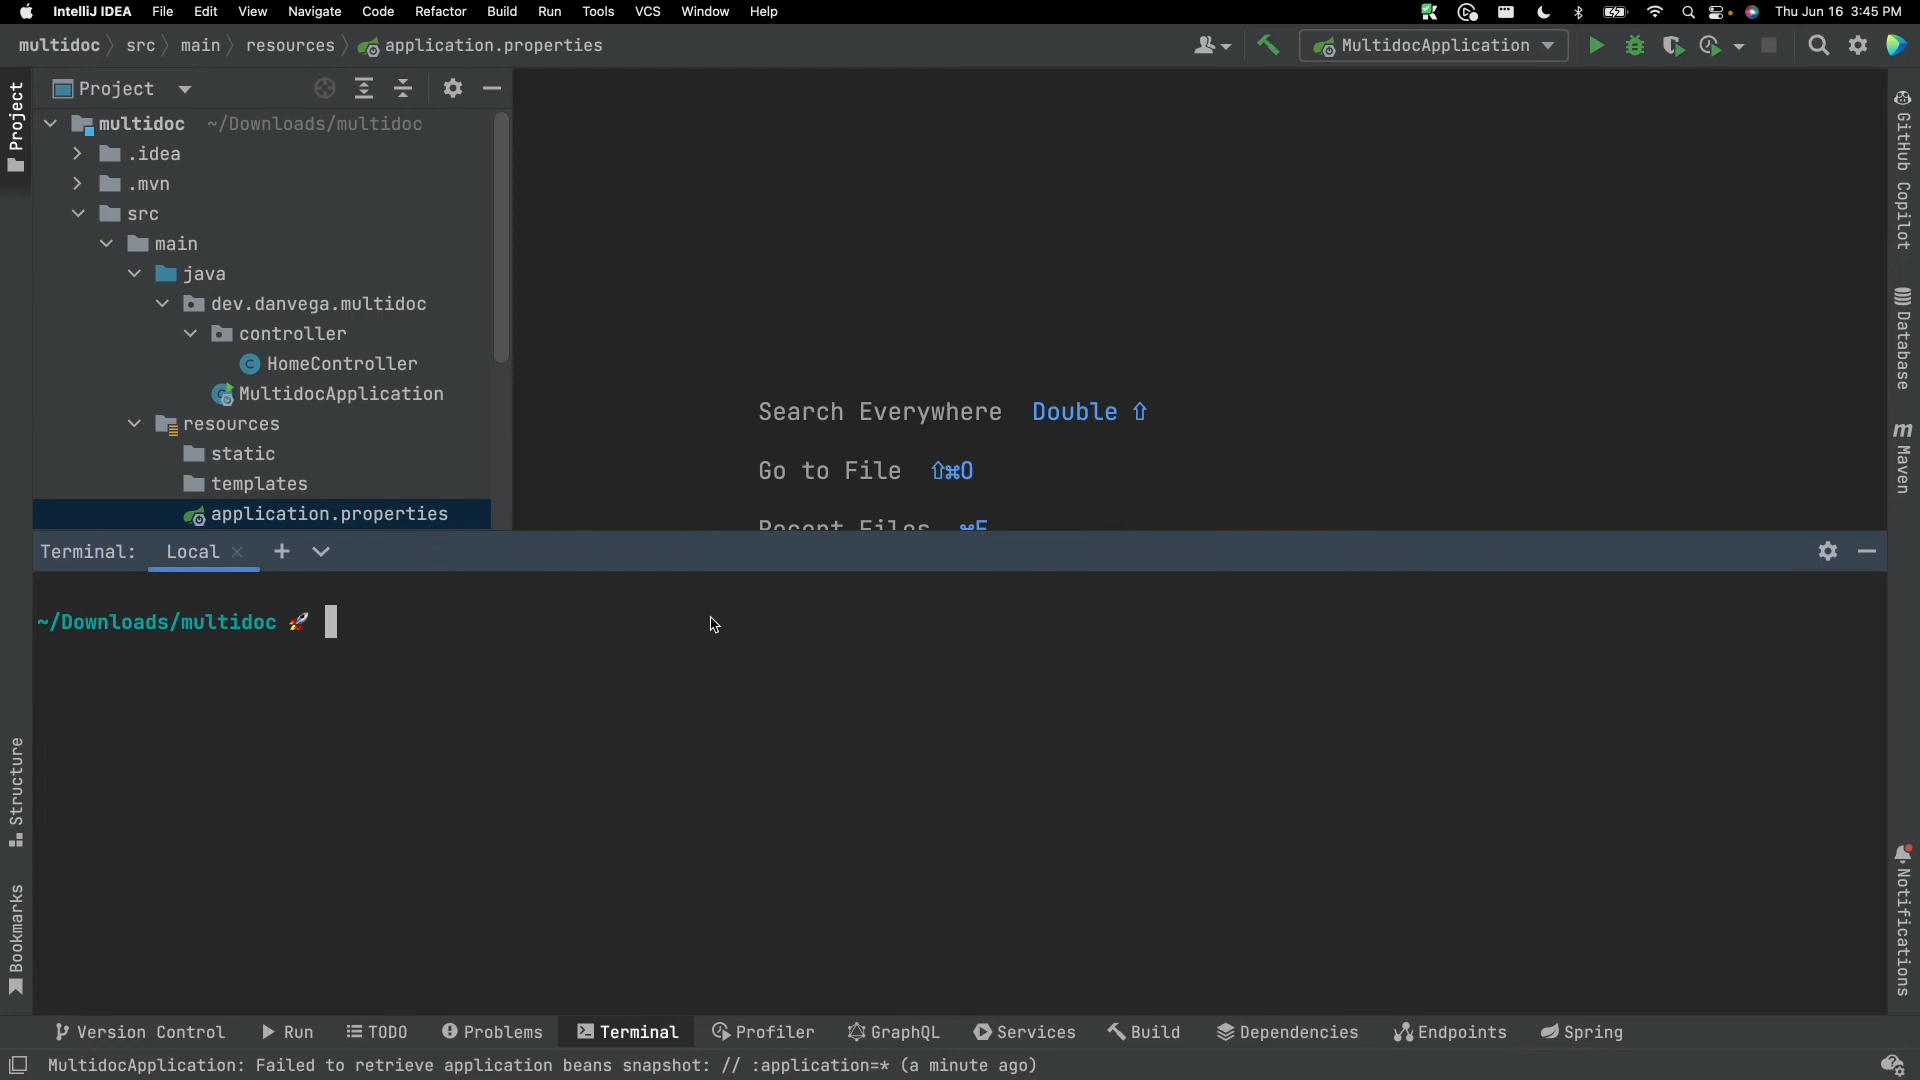 IntelliJ IDEA File Edit View Navigate Code Refactor Build Run Tools VCS Window Help Thu Jun 16 3:45 PM
multidoc src main resources application.properties MultidocApplication
Project
Project
multidoc ~/Downloads/multidoc
.idea
.mvn
src
main
java
dev.danvega.multidoc
controller
HomeController
MultidocApplication
resources
static
templates
application.properties
Search Everywhere Double ⇧
Go to File ⇧⌘O
Recent Files ⌘E
GitHub Copilot
Database
m Maven
Terminal: Local
~/Downloads/multidoc 🚀
Structure
Bookmarks
Notifications
Version Control Run TODO Problems Terminal Profiler GraphQL Services Build Dependencies Endpoints Spring
MultidocApplication: Failed to retrieve application beans snapshot: // :application=* (a minute ago)